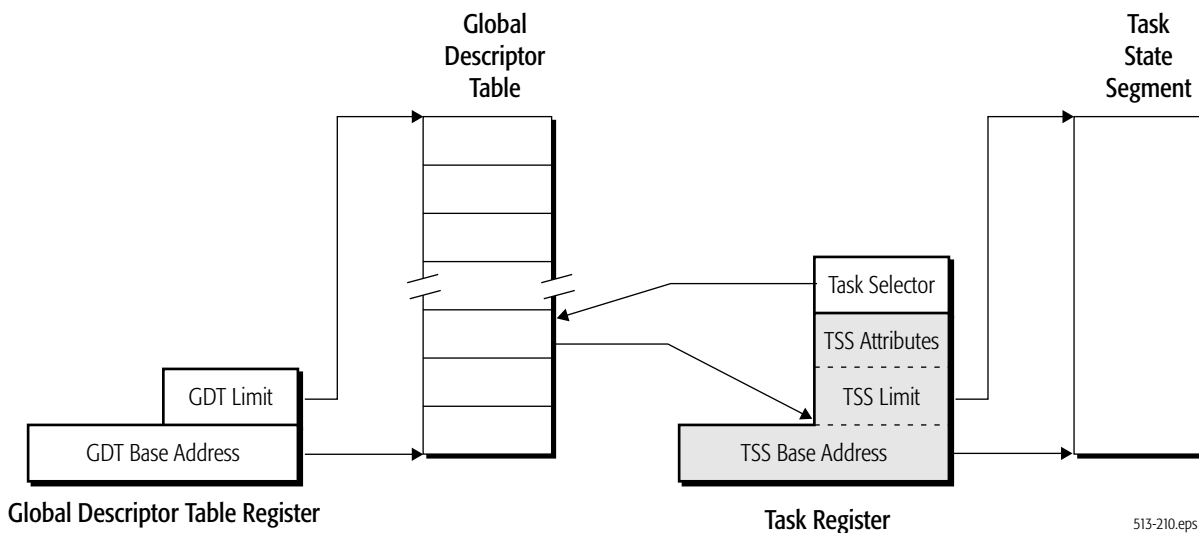 Global
Descriptor
Table
Task
State
Segment
Task Selector
TSS Attributes
GDT Limit
TSS Limit
GDT Base Address
TSS Base Address
Global Descriptor Table Register
Task Register
513-210.eps